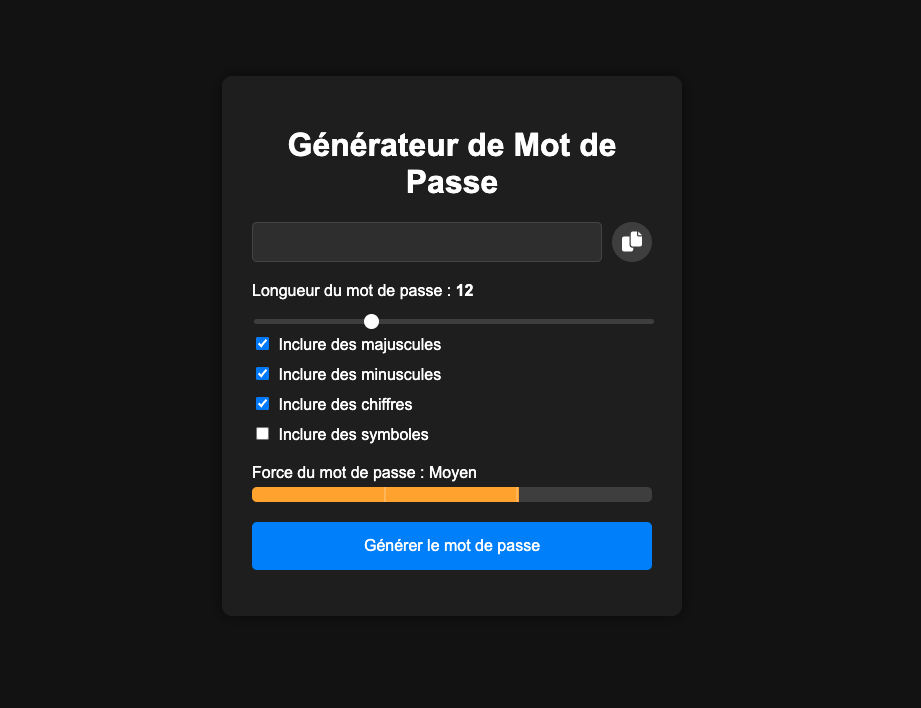 Générateur de Mot de
Passe
Longueur du mot de passe : 12
Inclure des majuscules
Inclure des minuscules
Inclure des chiffres
Inclure des symboles
Force du mot de passe : Moyen
Générer le mot de passe